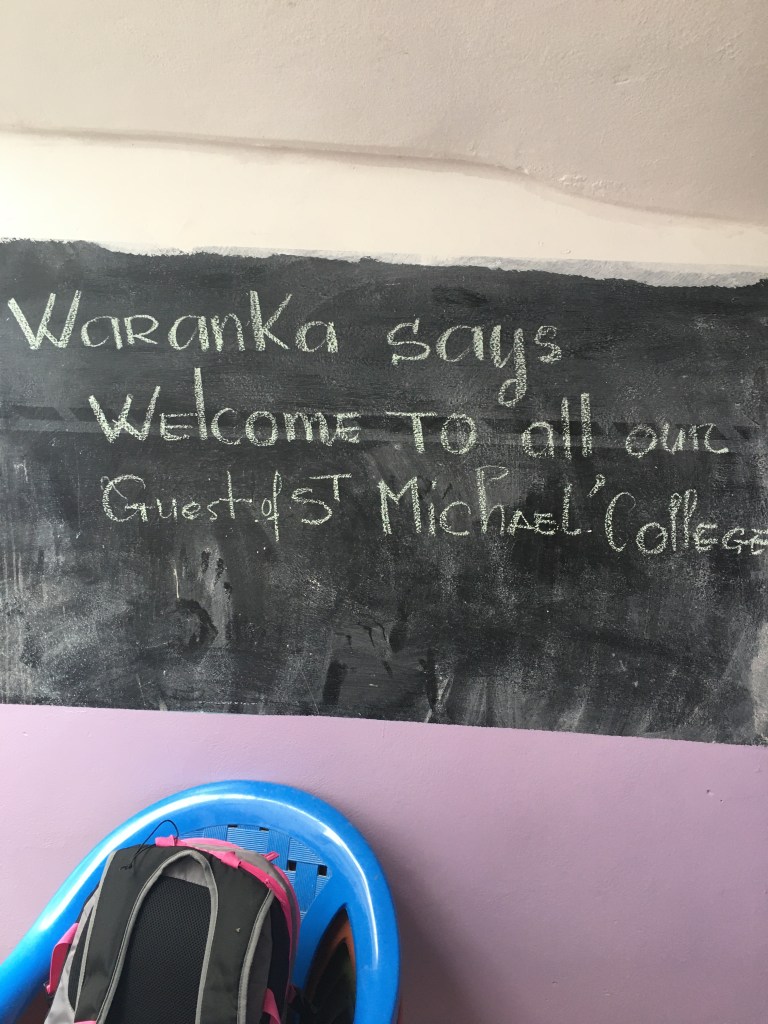 Waranka says
Welcome to all our
Guest of ST Michael' College